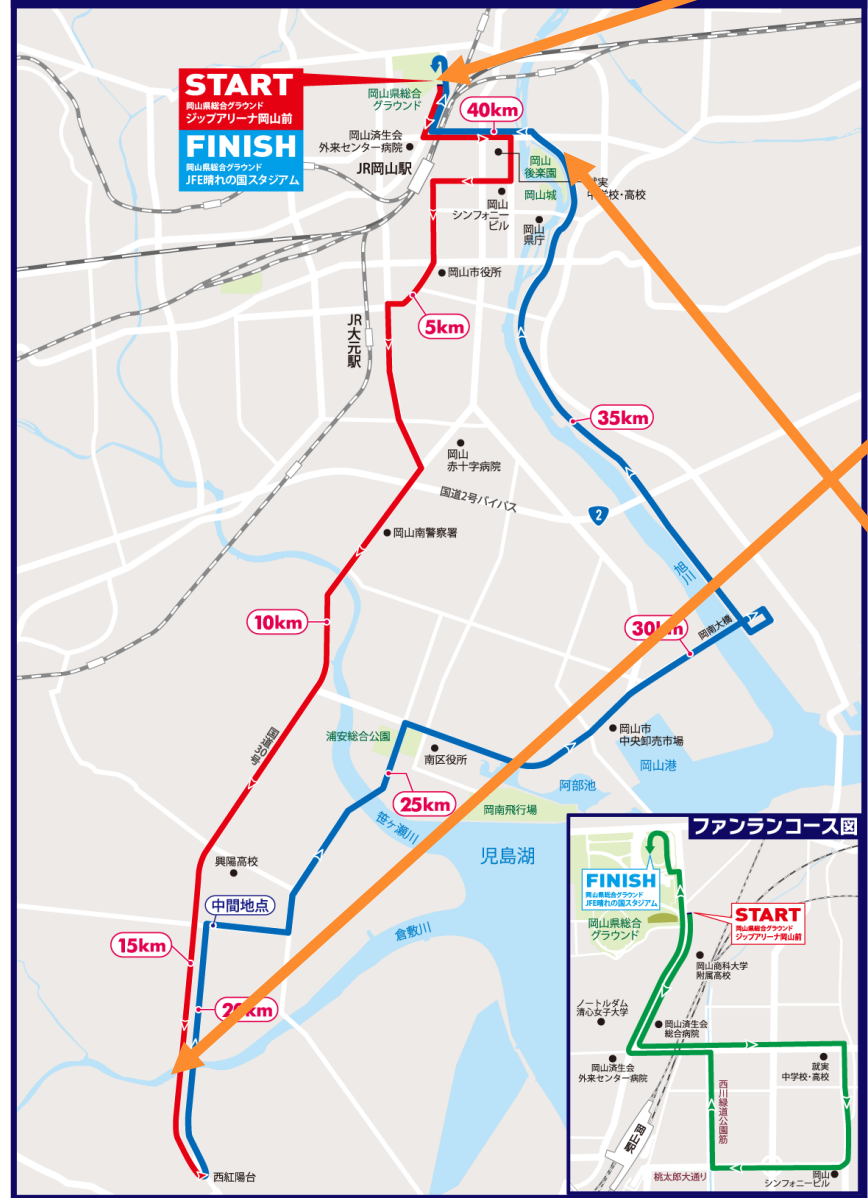 START
岡山県総合グラウンド
ジップアリーナ岡山前
FINISH
岡山県総合グラウンド
JFE晴れの国スタジアム
岡山県総合
グラウンド
40km
岡山済生会
外来センター病院
JR岡山駅
岡山
後楽園
就実
中学校・高校
岡山城
岡山
シンフォニー
ビル
岡山
県庁
岡山市役所
5km
JR大元駅
35km
岡山
赤十字病院
国道2号バイパス
2
岡山南警察署
旭川
10km
30km
岡南大橋
国道30号
浦安総合公園
南区役所
岡山市
中央卸売市場
岡山港
阿部池
25km
岡南飛行場
笹ヶ瀬川
児島湖
興陽高校
中間地点
倉敷川
15km
20km
西紅陽台
ファンランコース図
FINISH
岡山県総合グラウンド
JFE晴れの国スタジアム
START
岡山県総合グラウンド
ジップアリーナ岡山前
岡山県総合
グラウンド
岡山商科大学
附属高校
ノートルダム
清心女子大学
岡山済生会
総合病院
岡山済生会
外来センター病院
就実
中学校・高校
西川緑道公園筋
岡山駅
桃太郎大通り
岡山
シンフォニービル